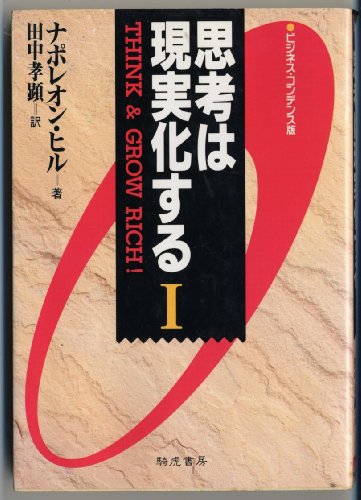 ●ビジネス・コンデンス版
思考は
現実化する
I
THINK & GROW RICH!
ナポレオン・ヒル=著
田中孝顕=訳
騎虎書房